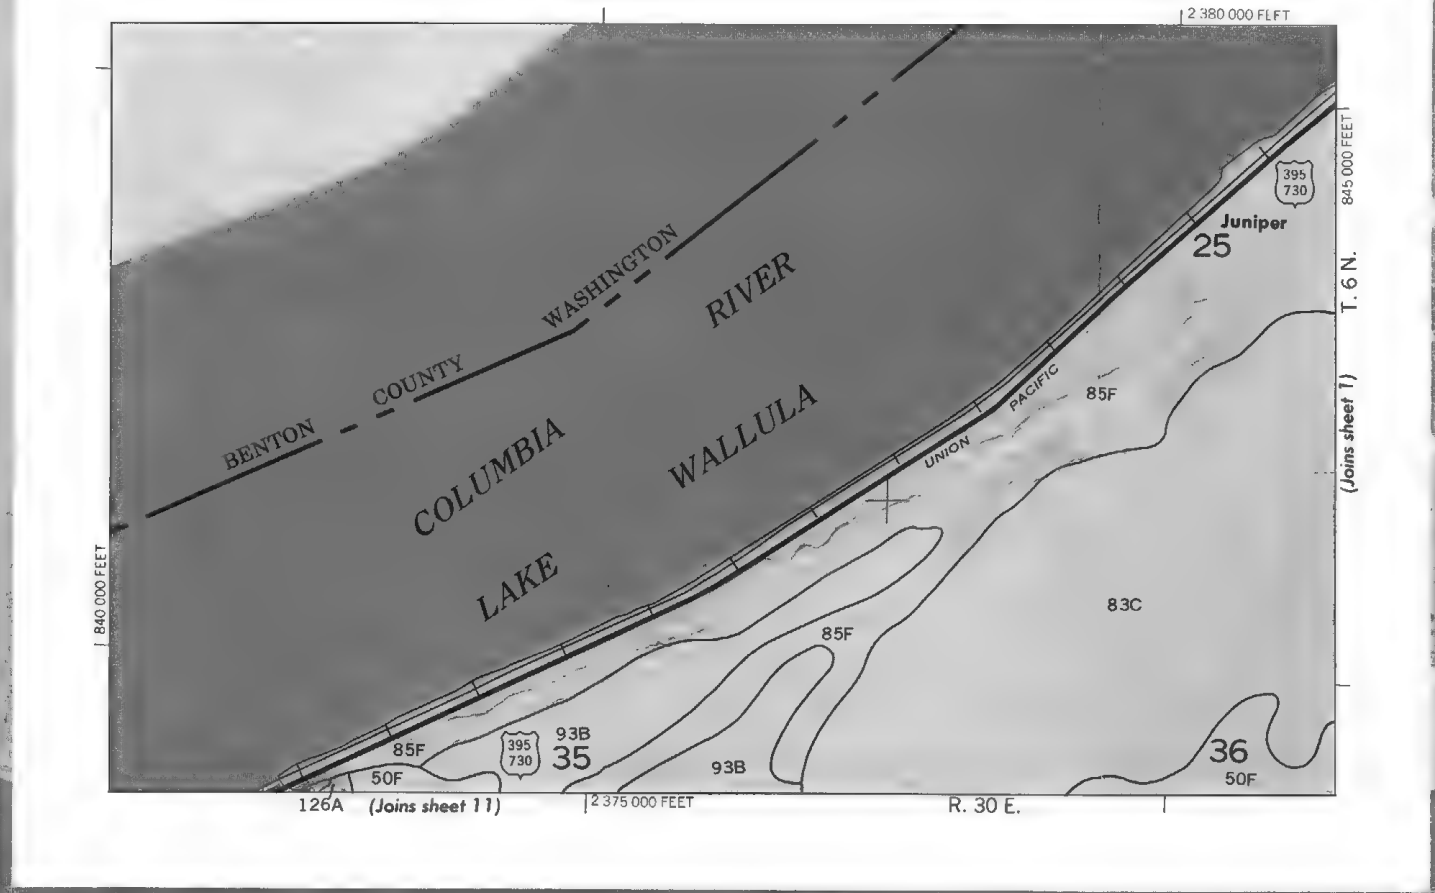 2 380 000 FEET
395
730
845 000 FEET
Juniper
25
T. 6 N.
WASHINGTON
RIVER
COUNTY
BENTON
COLUMBIA
WALLULA
LAKE
UNION PACIFIC
85F
(Joins sheet 1)
840 000 FEET
83C
85F
93B
395
730
35
85F
50F
93B
36
50F
126A
(Joins sheet 11)
2 375 000 FEET
R. 30 E.